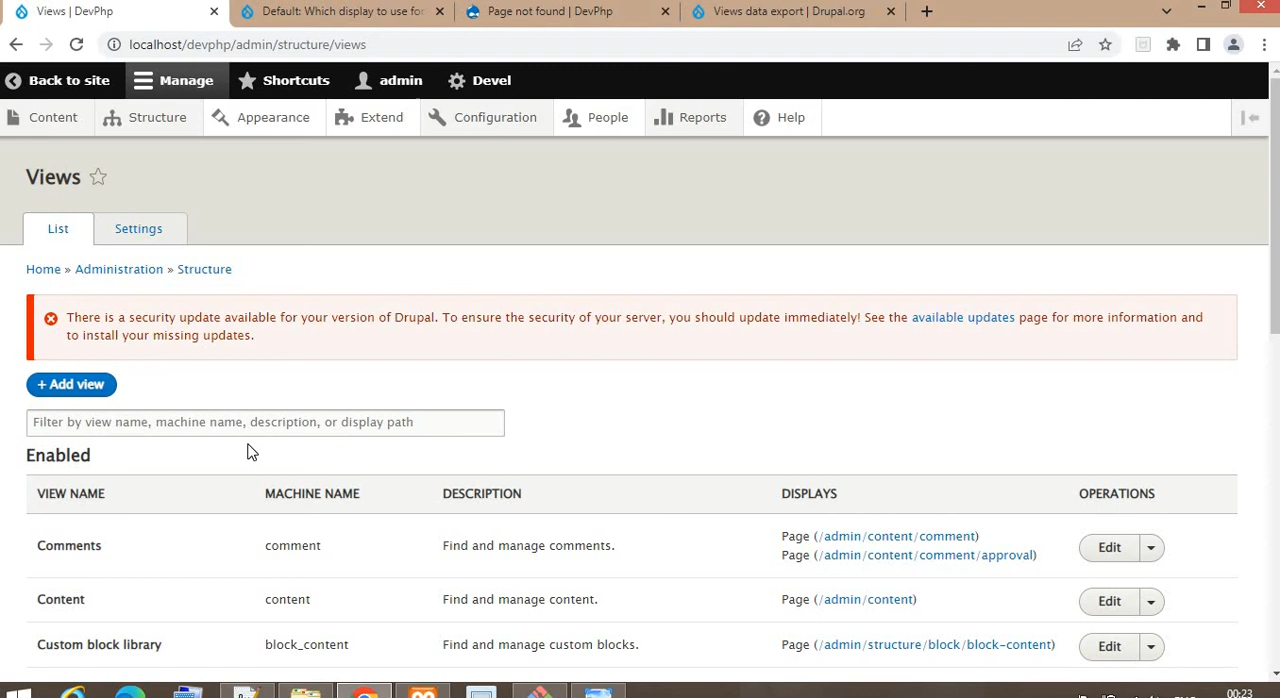 Views | DevPhp
Default: Which display to use for
Page not found | DevPhp
Views data export | Drupal.org
localhost/devphp/admin/structure/views
Back to site
Manage
Shortcuts
admin
Devel
Content
Structure
Appearance
Extend
Configuration
People
Reports
Help
Views
List
Settings
Home » Administration » Structure
There is a security update available for your version of Drupal. To ensure the security of your server, you should update immediately! See the available updates page for more information and
to install your missing updates.
+ Add view
Filter by view name, machine name, description, or display path
Enabled
VIEW NAME MACHINE NAME DESCRIPTION DISPLAYS OPERATIONS
Comments comment Find and manage comments. Page (/admin/content/comment) Edit
Page (/admin/content/comment/approval)
Content content Find and manage content. Page (/admin/content) Edit
Custom block library block_content Find and manage custom blocks. Page (/admin/structure/block/block-content) Edit
00:23